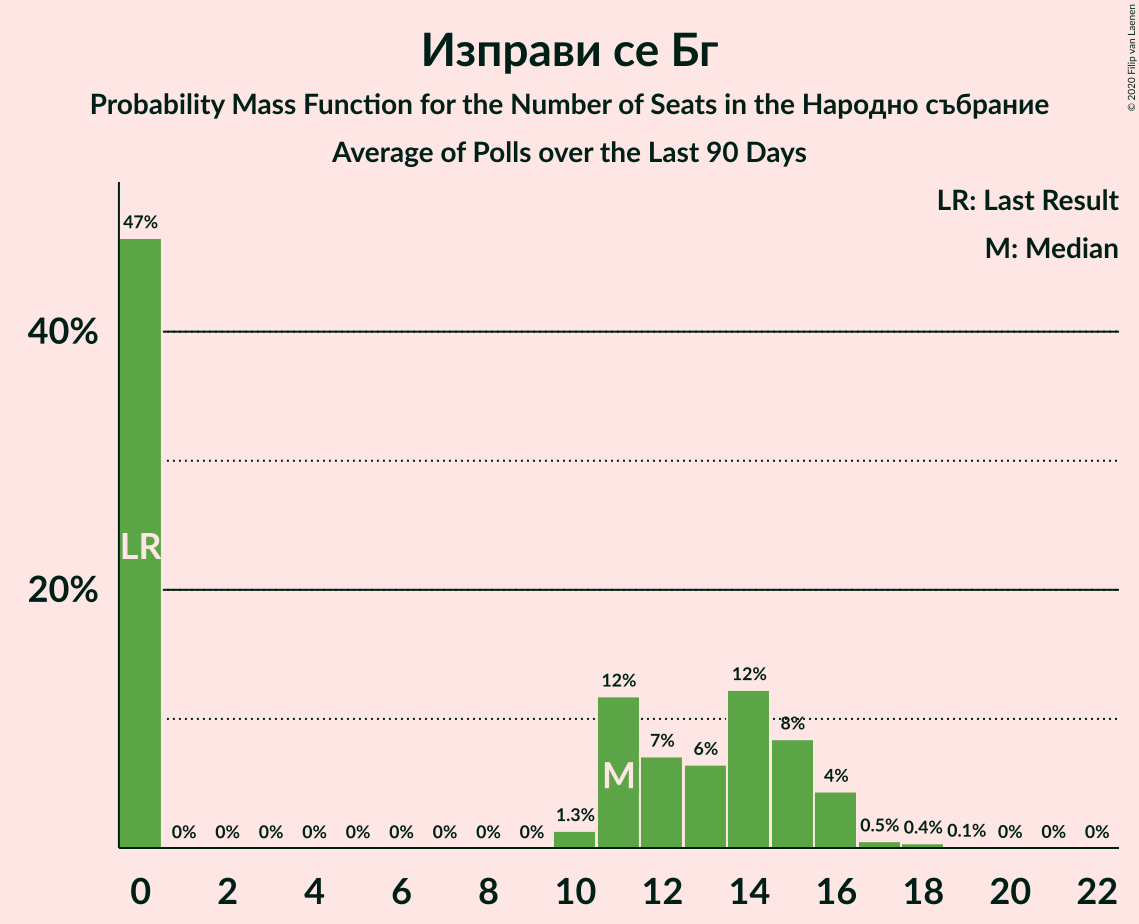 Изправи се Бг
Probability Mass Function for the Number of Seats in the Народно събрание
Average of Polls over the Last 90 Days
© 2020 Filip van Laenen
LR: Last Result
M: Median
47%
40%
20%
LR
M
0% 0% 0% 0% 0% 0% 0% 0% 0% 1.3% 12% 7% 6% 12% 8% 4% 0.5% 0.4% 0.1% 0% 0% 0%
0 2 4 6 8 10 12 14 16 18 20 22